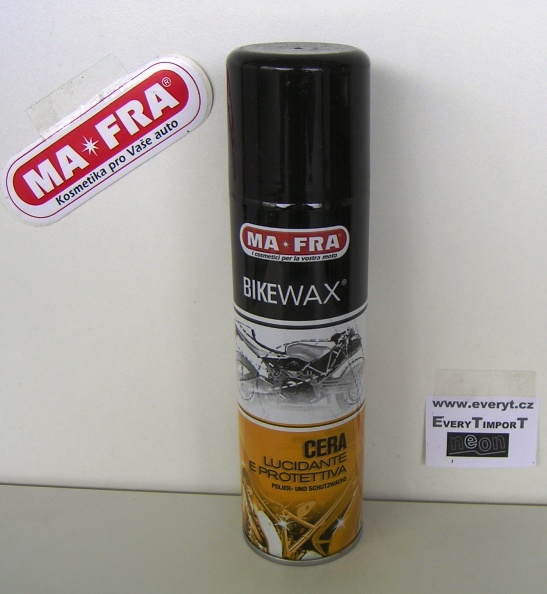 MA*FRA®
Kosmetika pro Vaše auto
MA*FRA
i cosmetici per la vostra moto
BIKEWAX®
CERA
LUCIDANTE
E PROTETTIVA
POLIER- UND SCHUTZWACHS
www.everyt.cz
EVERYTIMPORT
neon